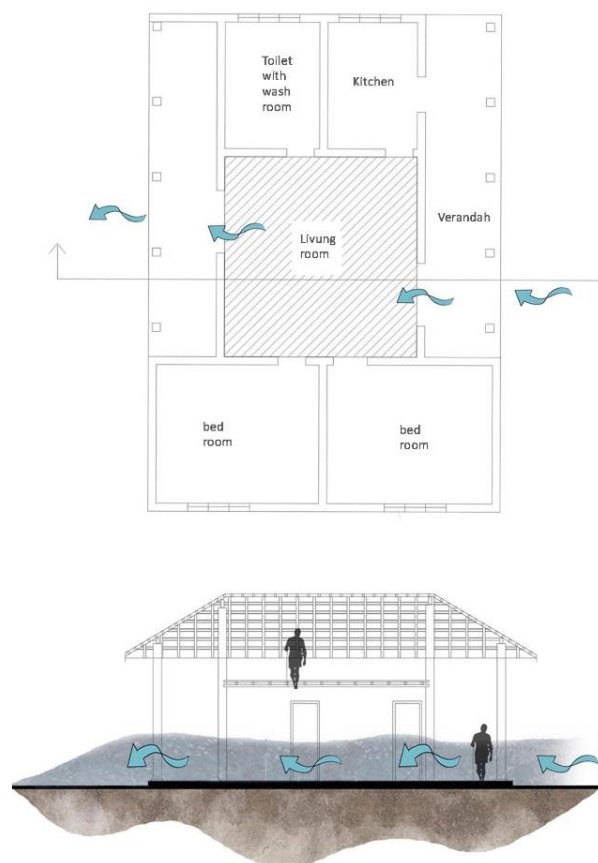 Toilet
with
wash
room
Kitchen
Verandah
Livung
room
bed
room
bed
room